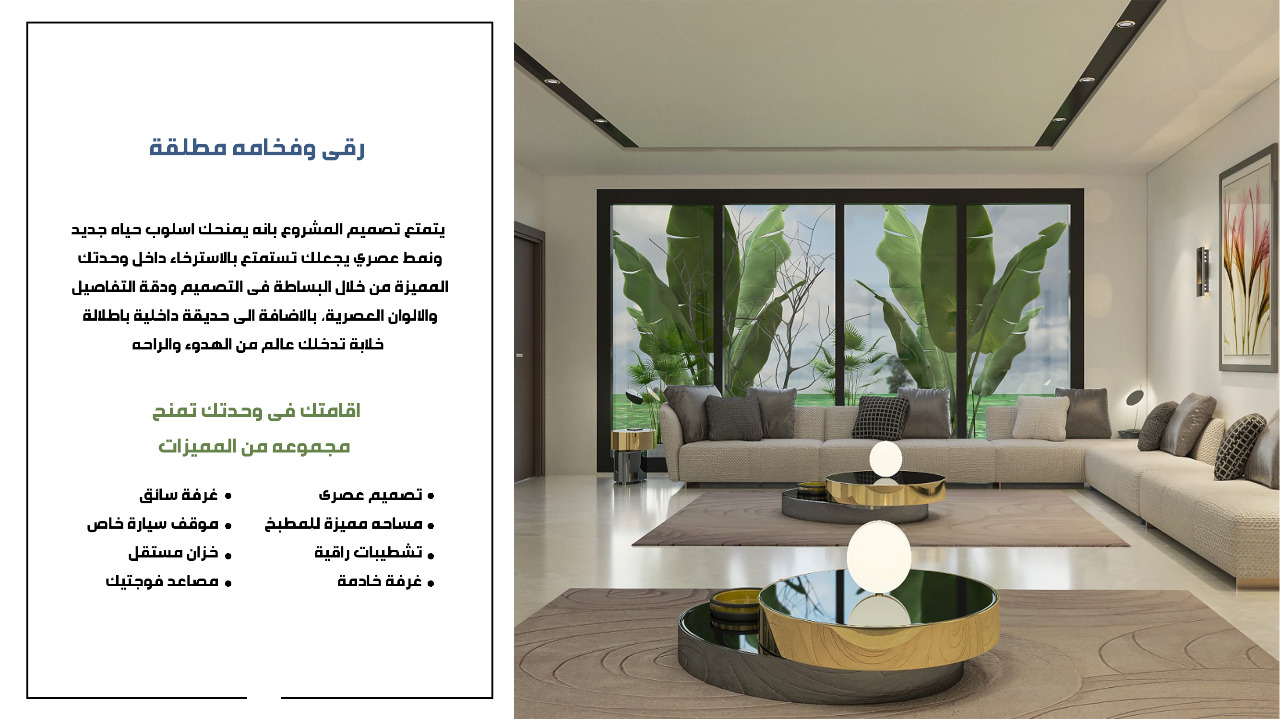 رقى وفخامه مطلقة
يتمتع تصميم المشروع بانه يمنحك اسلوب حياه جديد
ونمط عصري يجعلك تستمتع بالاسترخاء داخل وحدتك
المميزة من خلال البساطة فى التصميم ودقة التفاصيل
والالوان العصرية، بالاضافة الى حديقة داخلية باطلالة
خلابة تدخلك عالم من الهدوء والراحه
اقامتك فى وحدتك تمنح
مجموعه من المميزات
• تصميم عصرى
• مساحه مميزة للمطبخ
• تشطيبات راقية
• غرفة خادمة
• غرفة سائق
• موقف سيارة خاص
• خزان مستقل
• مصاعد فوجتيك